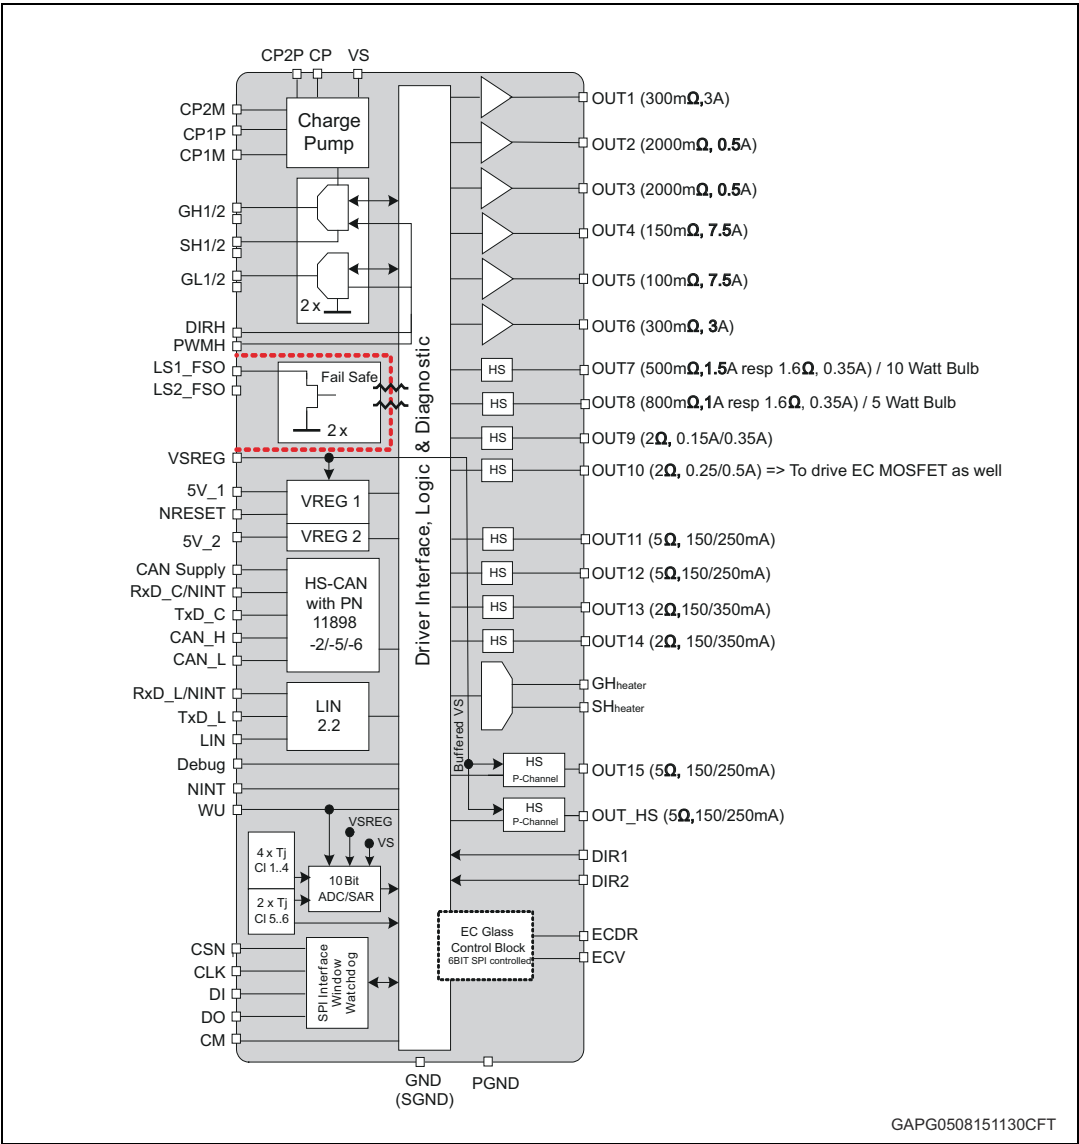 CP2P CP VS
CP2M
CP1P
CP1M
Charge
Pump
GH1/2
SH1/2
GL1/2
2 x
DIRH
PWMH
LS1_FSO
LS2_FSO
Fail Safe
2 x
VSREG
5V_1
NRESET
5V_2
VREG 1
VREG 2
CAN Supply
RxD_C/NINT
TxD_C
CAN_H
CAN_L
HS-CAN
with PN
11898
-2/-5/-6
RxD_L/NINT
TxD_L
LIN
LIN
2.2
Debug
NINT
WU
VSREG
VS
4 x Tj
Cl 1..4
2 x Tj
Cl 5..6
10 Bit
ADC/SAR
CSN
CLK
DI
DO
CM
SPI Interface
Window
Watchdog
Driver Interface, Logic & Diagnostic
Buffered VS
OUT1 (300mΩ,3A)
OUT2 (2000mΩ, 0.5A)
OUT3 (2000mΩ, 0.5A)
OUT4 (150mΩ, 7.5A)
OUT5 (100mΩ, 7.5A)
OUT6 (300mΩ, 3A)
HS
OUT7 (500mΩ,1.5A resp 1.6Ω, 0.35A) / 10 Watt Bulb
HS
OUT8 (800mΩ,1A resp 1.6Ω, 0.35A) / 5 Watt Bulb
HS
OUT9 (2Ω, 0.15A/0.35A)
HS
OUT10 (2Ω, 0.25/0.5A) => To drive EC MOSFET as well
HS
OUT11 (5Ω, 150/250mA)
HS
OUT12 (5Ω,150/250mA)
HS
OUT13 (2Ω,150/350mA)
HS
OUT14 (2Ω, 150/350mA)
GHheater
SHheater
HS
P-Channel
OUT15 (5Ω, 150/250mA)
HS
P-Channel
OUT_HS (5Ω,150/250mA)
DIR1
DIR2
EC Glass
Control Block
6BIT SPI controlled
ECDR
ECV
GND
(SGND)
PGND
GAPG0508151130CFT